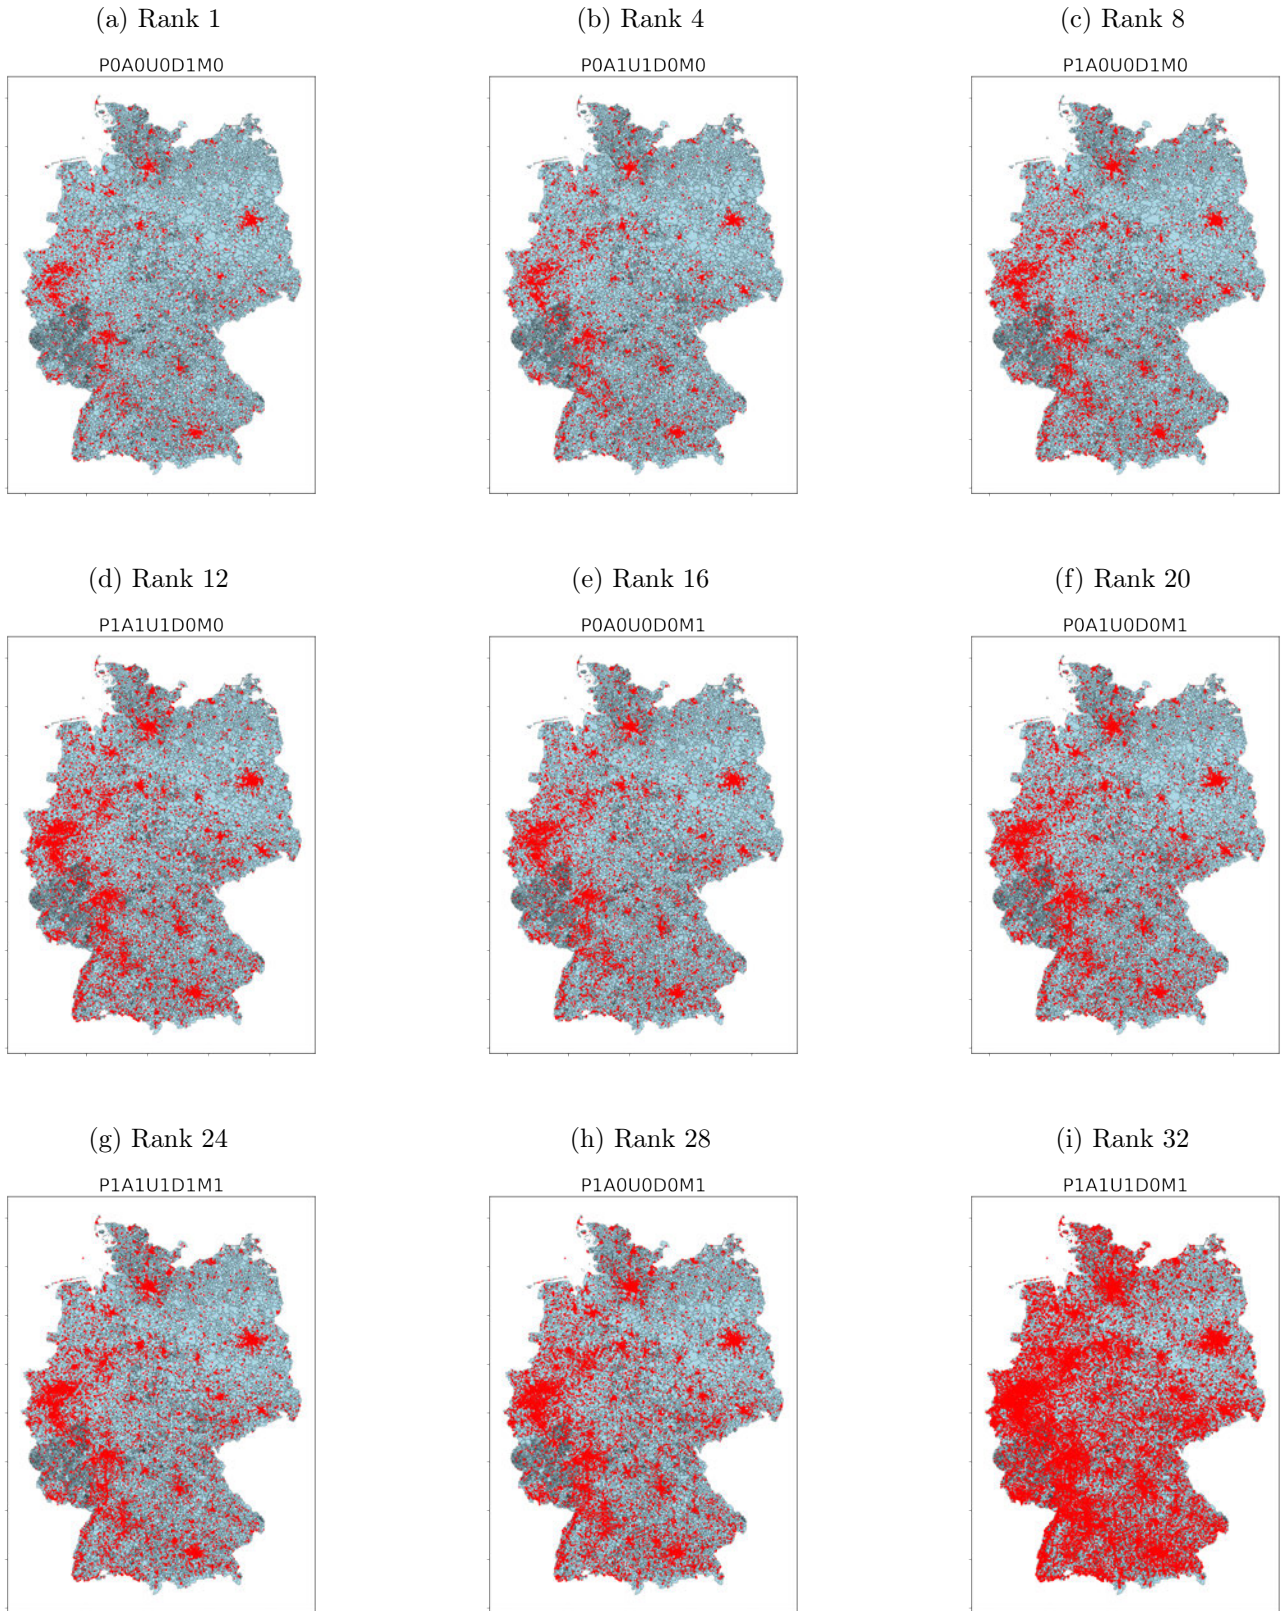 (a) Rank 1
(b) Rank 4
(c) Rank 8
P0A0U0D1M0
P0A1U1D0M0
P1A0U0D1M0
(d) Rank 12
(e) Rank 16
(f) Rank 20
P1A1U1D0M0
P0A0U0D0M1
P0A1U0D0M1
(g) Rank 24
(h) Rank 28
(i) Rank 32
P1A1U1D1M1
P1A0U0D0M1
P1A1U1D0M1